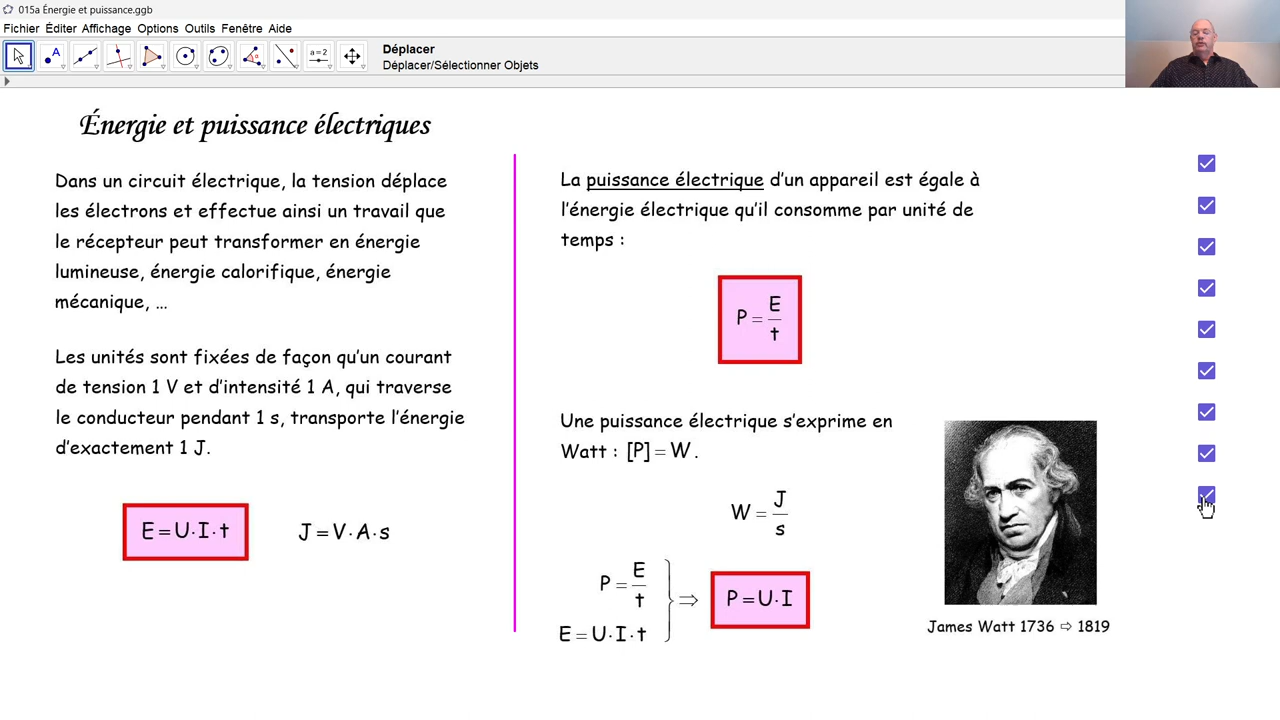 015a Énergie et puissance.ggb
Fichier Éditer Affichage Options Outils Fenêtre Aide
A
a=2
Déplacer
Déplacer/Sélectionner Objets
Énergie et puissance électriques
Dans un circuit électrique, la tension déplace
les électrons et effectue ainsi un travail que
le récepteur peut transformer en énergie
lumineuse, énergie calorifique, énergie
mécanique, ...
Les unités sont fixées de façon qu’un courant
de tension 1 V et d’intensité 1 A, qui traverse
le conducteur pendant 1 s, transporte l’énergie
d’exactement 1 J.
E = U·I·t
J = V·A·s
La puissance électrique d’un appareil est égale à
l’énergie électrique qu’il consomme par unité de
temps :
P = E/t
Une puissance électrique s’exprime en
Watt : [P] = W .
W = J/s
P = E/t
E = U·I·t
⇒ P = U·I
James Watt 1736 ⇨ 1819